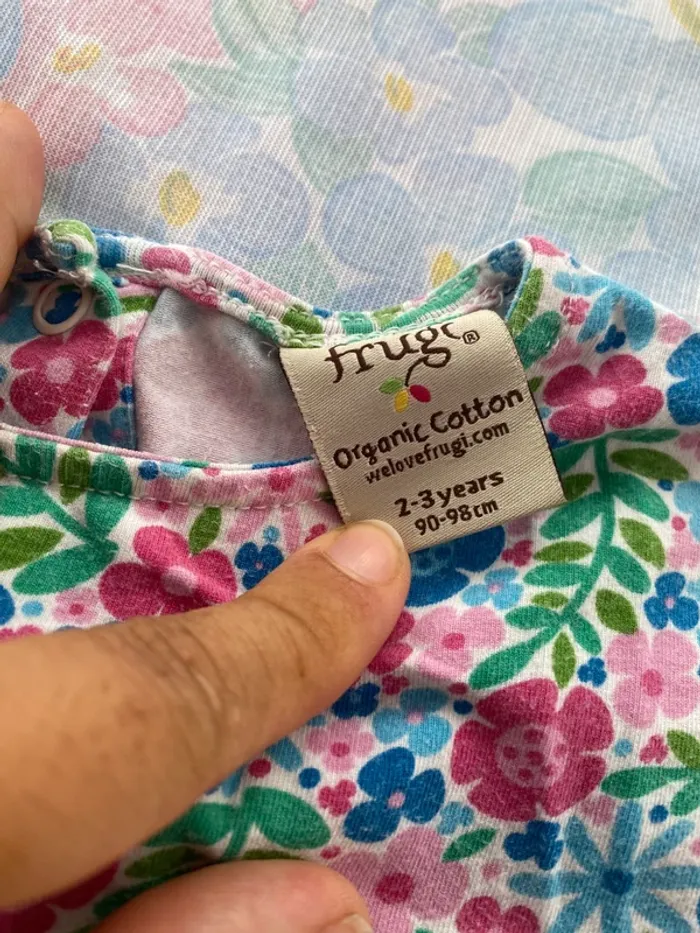 frugi®
Organic Cotton
welovefrugi.com
2-3 years
90-98cm